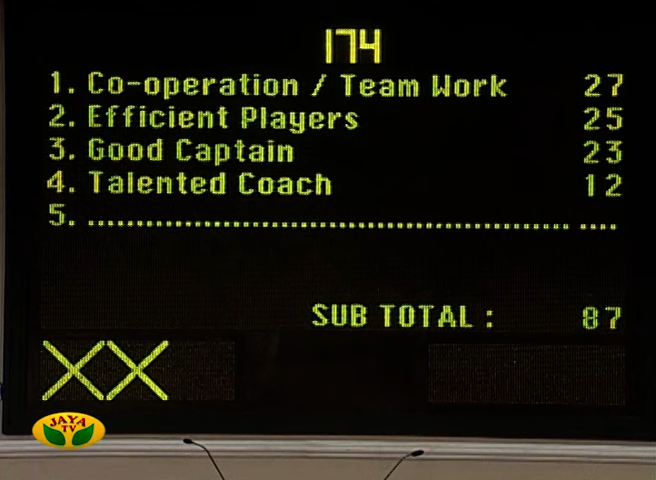 174
1. Co-operation / Team Work 27
2. Efficient Players 25
3. Good Captain 23
4. Talented Coach 12
5. ........................................................ ....
SUB TOTAL : 87
XX
JAYA
TV